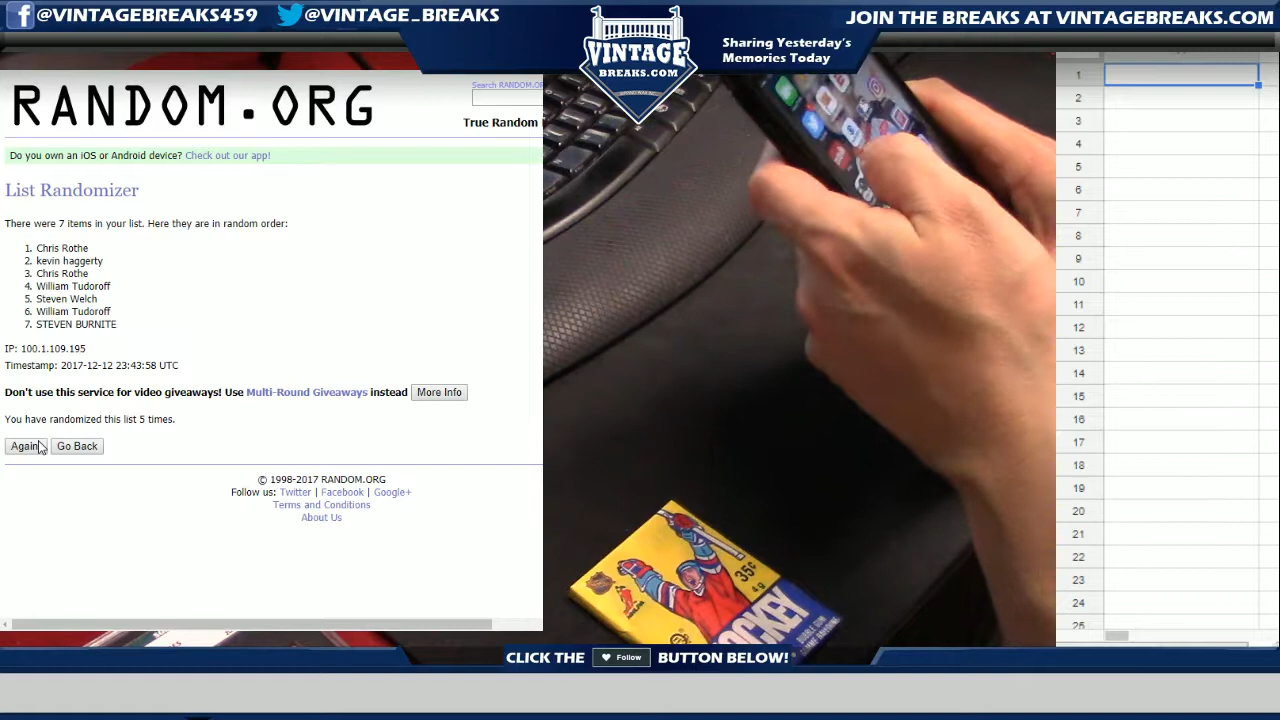 @VINTAGEBREAKS459 @VINTAGE_BREAKS
JOIN THE BREAKS AT VINTAGEBREAKS.COM
VINTAGE
BREAKS.COM
Sharing Yesterday's
Memories Today
RANDOM.ORG
Search RANDOM.OR
True Random
Do you own an iOS or Android device? Check out our app!
List Randomizer
There were 7 items in your list. Here they are in random order:
1. Chris Rothe
2. kevin haggerty
3. Chris Rothe
4. William Tudoroff
5. Steven Welch
6. William Tudoroff
7. STEVEN BURNITE
IP: 100.1.109.195
Timestamp: 2017-12-12 23:43:58 UTC
Don't use this service for video giveaways! Use Multi-Round Giveaways instead More Info
You have randomized this list 5 times.
Again Go Back
© 1998-2017 RANDOM.ORG
Follow us: Twitter | Facebook | Google+
Terms and Conditions
About Us
35¢
OCKEY
1
2
3
4
5
6
7
8
9
10
11
12
13
14
15
16
17
18
19
20
21
22
23
24
25
CLICK THE Follow BUTTON BELOW!